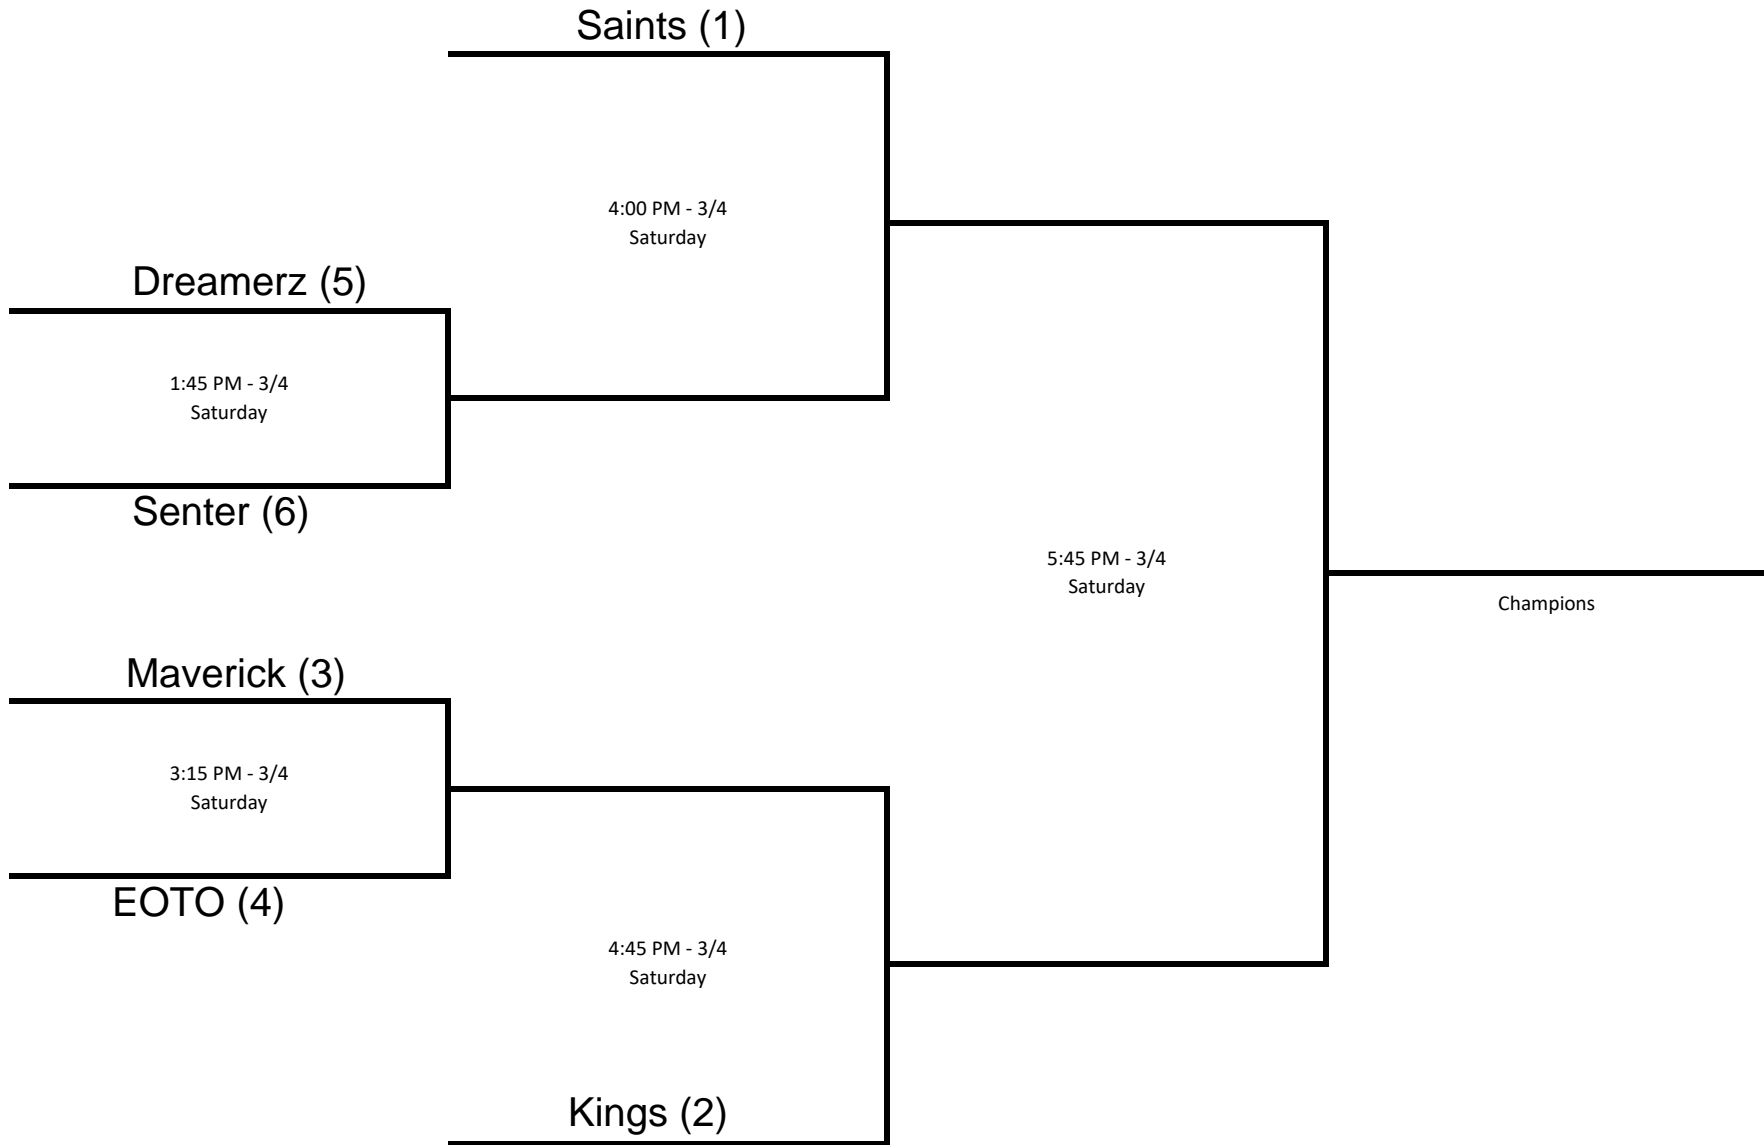 Saints (1)
4:00 PM - 3/4
Saturday
Dreamerz (5)
1:45 PM - 3/4
Saturday
Senter (6)
5:45 PM - 3/4
Saturday
Champions
Maverick (3)
3:15 PM - 3/4
Saturday
EOTO (4)
4:45 PM - 3/4
Saturday
Kings (2)